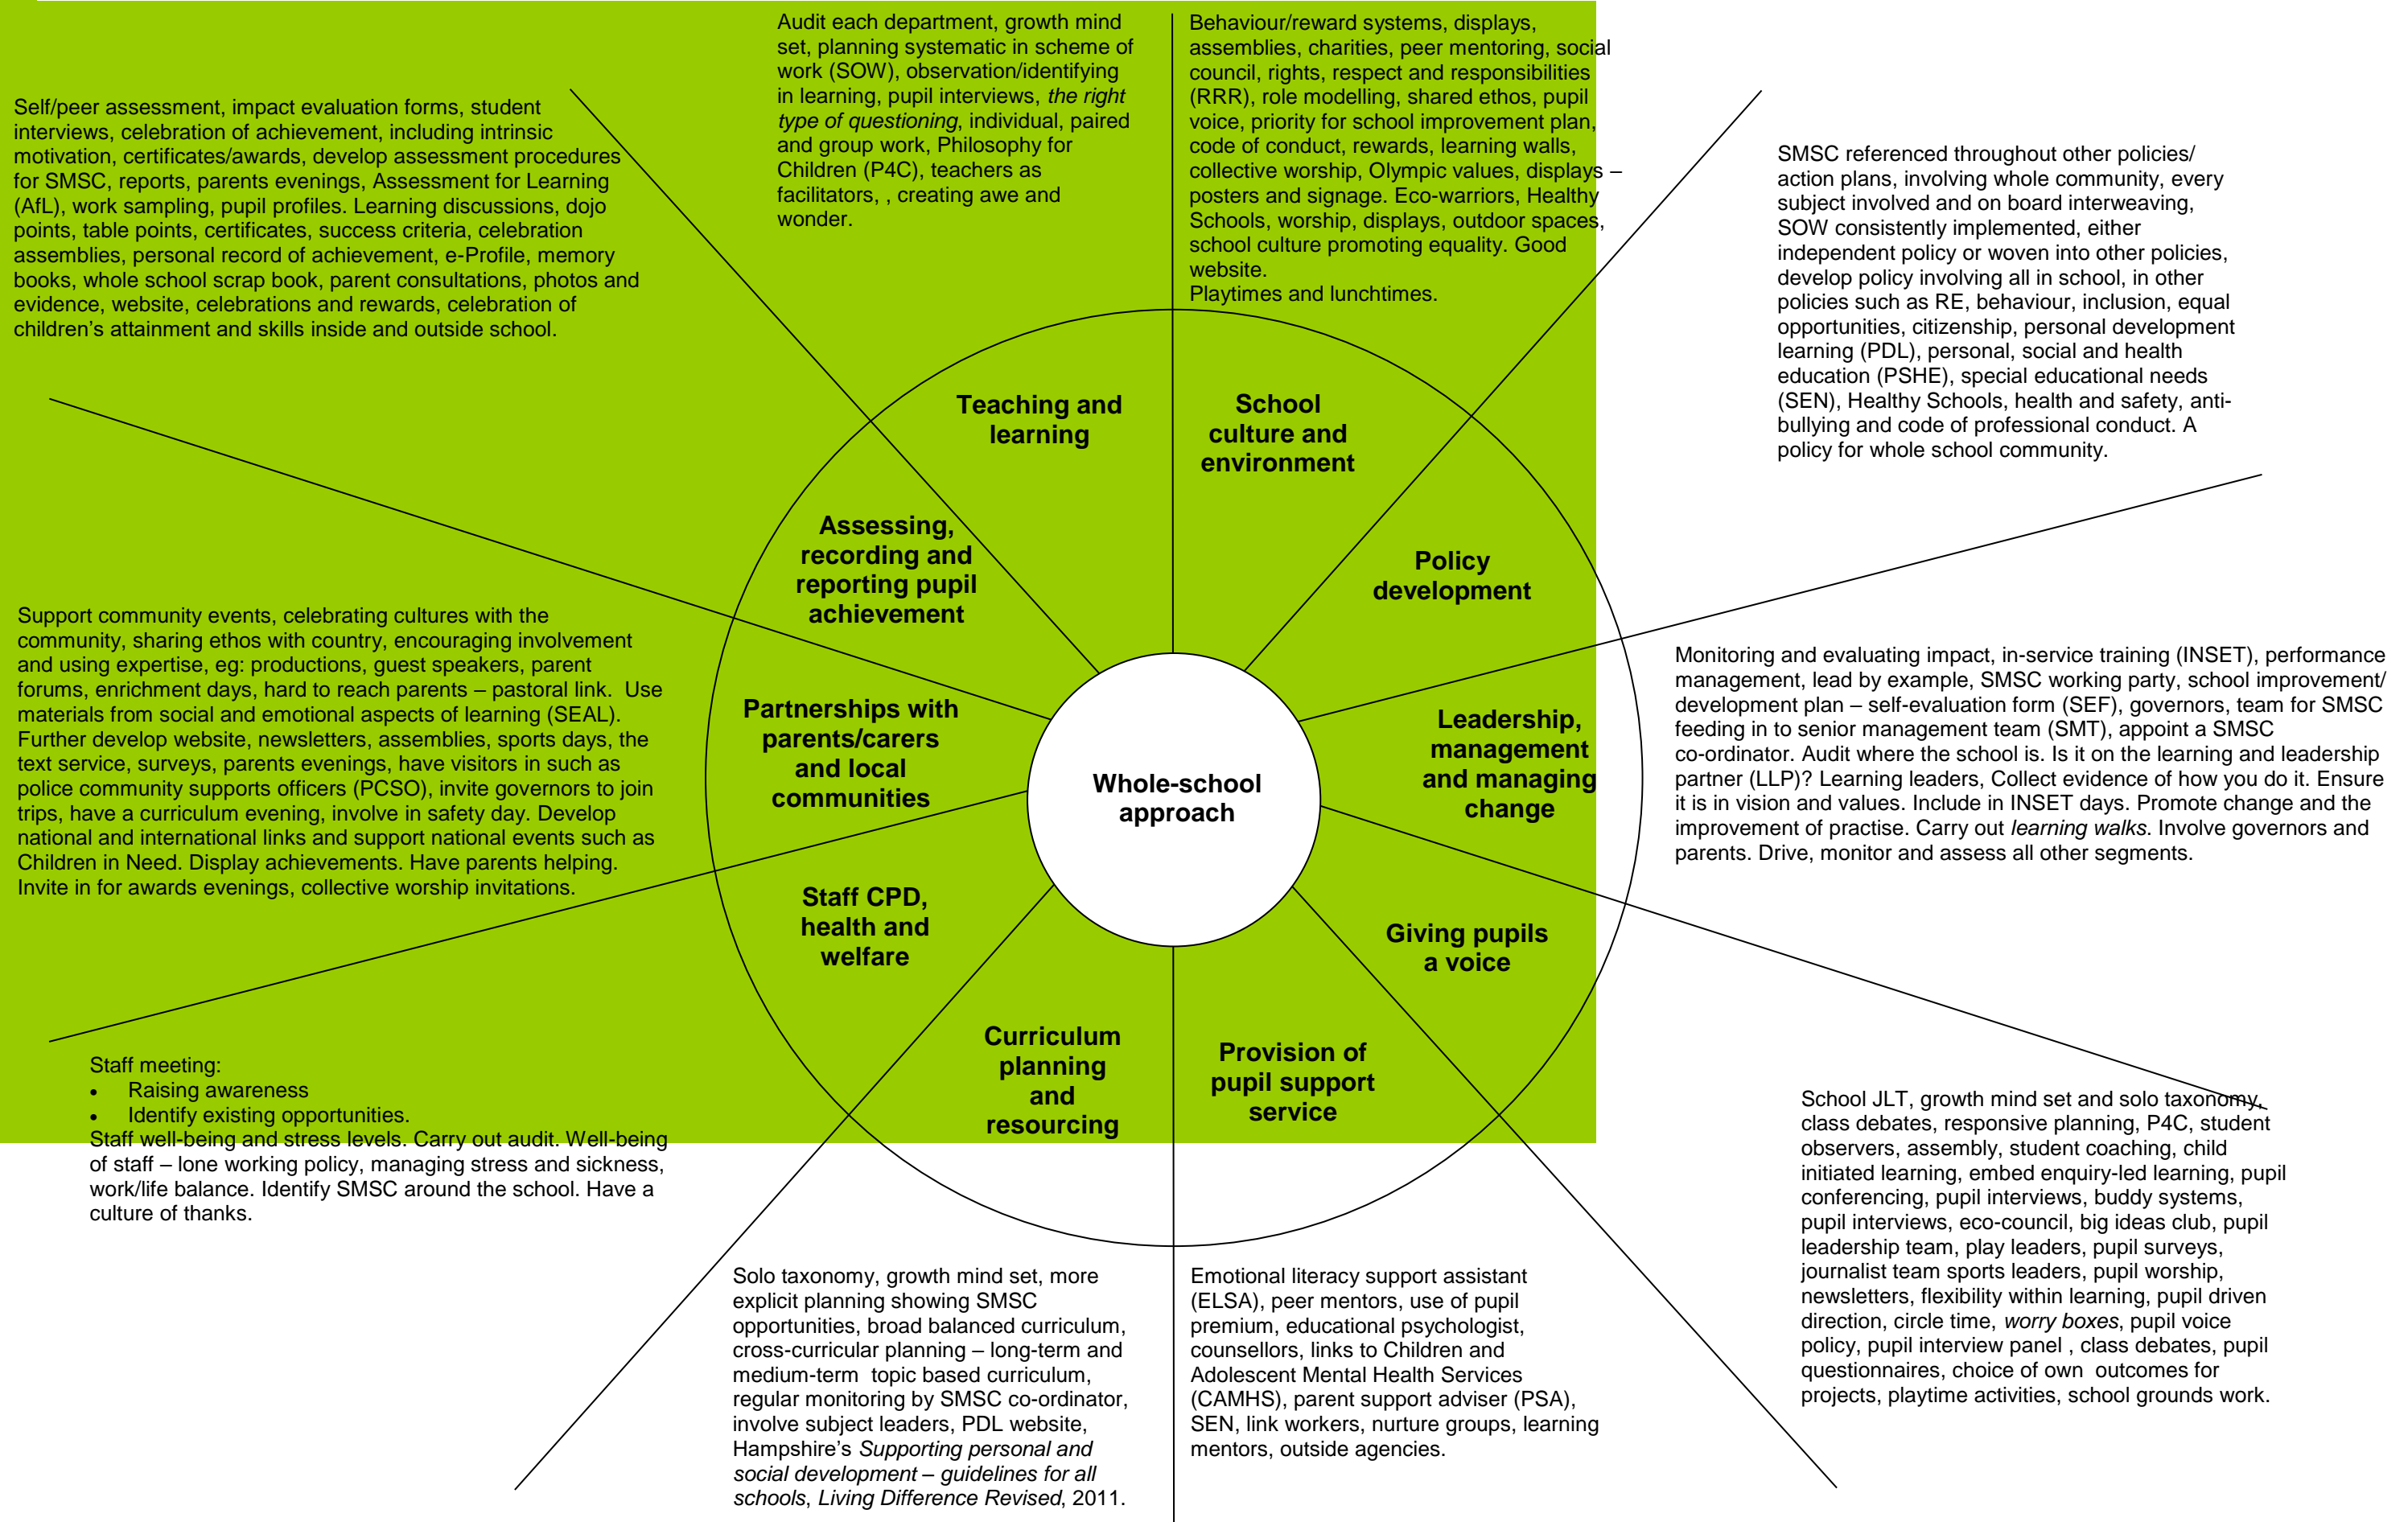 Audit each department, growth mind
set, planning systematic in scheme of
work (SOW), observation/identifying
in learning, pupil interviews, the right
type of questioning, individual, paired
and group work, Philosophy for
Children (P4C), teachers as
facilitators, , creating awe and
wonder.
Behaviour/reward systems, displays,
assemblies, charities, peer mentoring, social
council, rights, respect and responsibilities
(RRR), role modelling, shared ethos, pupil
voice, priority for school improvement plan,
code of conduct, rewards, learning walls,
collective worship, Olympic values, displays –
posters and signage. Eco-warriors, Healthy
Schools, worship, displays, outdoor spaces,
school culture promoting equality. Good
website.
Playtimes and lunchtimes.
Self/peer assessment, impact evaluation forms, student
interviews, celebration of achievement, including intrinsic
motivation, certificates/awards, develop assessment procedures
for SMSC, reports, parents evenings, Assessment for Learning
(AfL), work sampling, pupil profiles. Learning discussions, dojo
points, table points, certificates, success criteria, celebration
assemblies, personal record of achievement, e-Profile, memory
books, whole school scrap book, parent consultations, photos and
evidence, website, celebrations and rewards, celebration of
children's attainment and skills inside and outside school.
SMSC referenced throughout other policies/
action plans, involving whole community, every
subject involved and on board interweaving,
SOW consistently implemented, either
independent policy or woven into other policies,
develop policy involving all in school, in other
policies such as RE, behaviour, inclusion, equal
opportunities, citizenship, personal development
learning (PDL), personal, social and health
education (PSHE), special educational needs
(SEN), Healthy Schools, health and safety, anti-
bullying and code of professional conduct. A
policy for whole school community.
Teaching and
learning
School
culture and
environment
Assessing,
recording and
reporting pupil
achievement
Policy
development
Support community events, celebrating cultures with the
community, sharing ethos with country, encouraging involvement
and using expertise, eg: productions, guest speakers, parent
forums, enrichment days, hard to reach parents – pastoral link.  Use
materials from social and emotional aspects of learning (SEAL).
Further develop website, newsletters, assemblies, sports days, the
text service, surveys, parents evenings, have visitors in such as
police community supports officers (PCSO), invite governors to join
trips, have a curriculum evening, involve in safety day. Develop
national and international links and support national events such as
Children in Need. Display achievements. Have parents helping.
Invite in for awards evenings, collective worship invitations.
Partnerships with
parents/carers
and local
communities
Whole-school
approach
Leadership,
management
and managing
change
Monitoring and evaluating impact, in-service training (INSET), performance
management, lead by example, SMSC working party, school improvement/
development plan – self-evaluation form (SEF), governors, team for SMSC
feeding in to senior management team (SMT), appoint a SMSC
co-ordinator. Audit where the school is. Is it on the learning and leadership
partner (LLP)? Learning leaders, Collect evidence of how you do it. Ensure
it is in vision and values. Include in INSET days. Promote change and the
improvement of practise. Carry out learning walks. Involve governors and
parents. Drive, monitor and assess all other segments.
Staff CPD,
health and
welfare
Giving pupils
a voice
Curriculum
planning
and
resourcing
Provision of
pupil support
service
Staff meeting:
• Raising awareness
• Identify existing opportunities.
Staff well-being and stress levels. Carry out audit. Well-being
of staff – lone working policy, managing stress and sickness,
work/life balance. Identify SMSC around the school. Have a
culture of thanks.
School JLT, growth mind set and solo taxonomy,
class debates, responsive planning, P4C, student
observers, assembly, student coaching, child
initiated learning, embed enquiry-led learning, pupil
conferencing, pupil interviews, buddy systems,
pupil interviews, eco-council, big ideas club, pupil
leadership team, play leaders, pupil surveys,
journalist team sports leaders, pupil worship,
newsletters, flexibility within learning, pupil driven
direction, circle time, worry boxes, pupil voice
policy, pupil interview panel , class debates, pupil
questionnaires, choice of own  outcomes for
projects, playtime activities, school grounds work.
Solo taxonomy, growth mind set, more
explicit planning showing SMSC
opportunities, broad balanced curriculum,
cross-curricular planning – long-term and
medium-term  topic based curriculum,
regular monitoring by SMSC co-ordinator,
involve subject leaders, PDL website,
Hampshire's Supporting personal and
social development – guidelines for all
schools, Living Difference Revised, 2011.
Emotional literacy support assistant
(ELSA), peer mentors, use of pupil
premium, educational psychologist,
counsellors, links to Children and
Adolescent Mental Health Services
(CAMHS), parent support adviser (PSA),
SEN, link workers, nurture groups, learning
mentors, outside agencies.